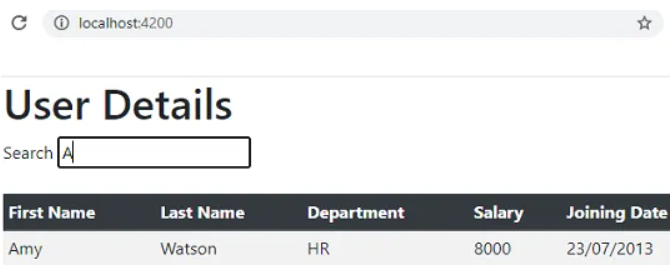 localhost:4200
User Details
Search A
First Name Last Name Department Salary Joining Date
Amy Watson HR 8000 23/07/2013